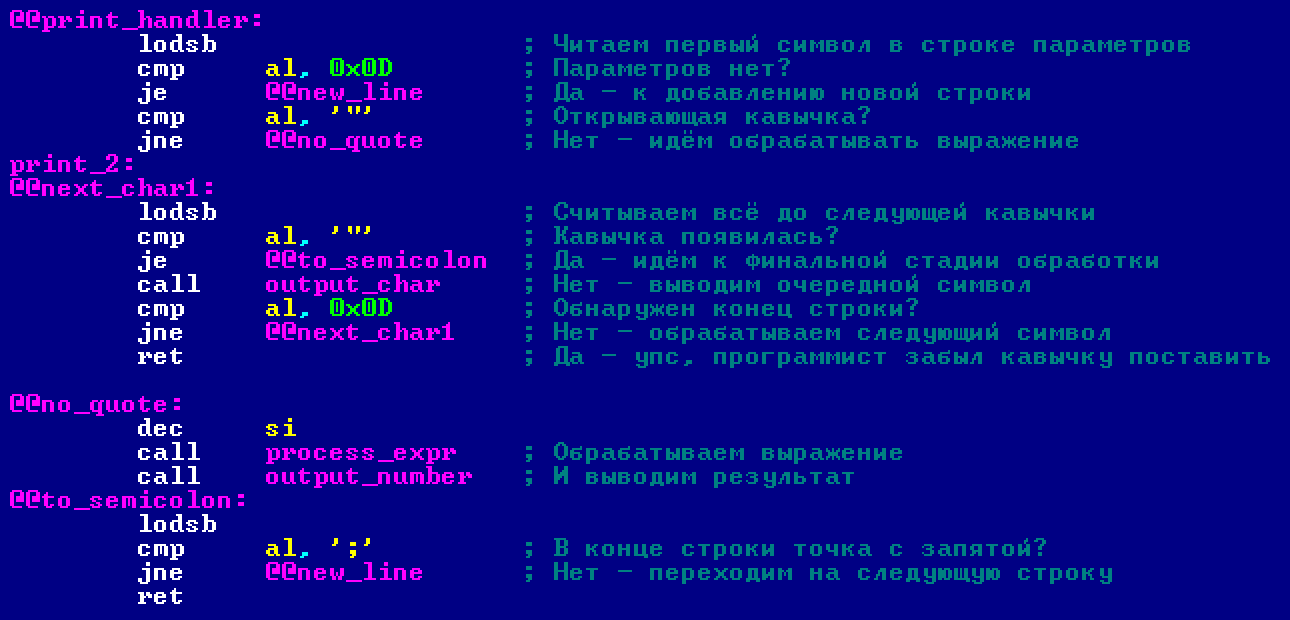 @@print_handler:
lodsb ; Читаем первый символ в строке параметров
cmp al, 0x0D ; Параметров нет?
je @@new_line ; Да – к добавлению новой строки
cmp al, '"' ; Открывающая кавычка?
jne @@no_quote ; Нет – идём обрабатывать выражение
print_2:
@@next_char1:
lodsb ; Считываем всё до следующей кавычки
cmp al, '"' ; Кавычка появилась?
je @@to_semicolon ; Да – идём к финальной стадии обработки
call output_char ; Нет – выводим очередной символ
cmp al, 0x0D ; Обнаружен конец строки?
jne @@next_char1 ; Нет – обрабатываем следующий символ
ret ; Да – упс, программист забыл кавычку поставить
@@no_quote:
dec si
call process_expr ; Обрабатываем выражение
call output_number ; И выводим результат
@@to_semicolon:
lodsb
cmp al, ';' ; В конце строки точка с запятой?
jne @@new_line ; Нет – переходим на следующую строку
ret